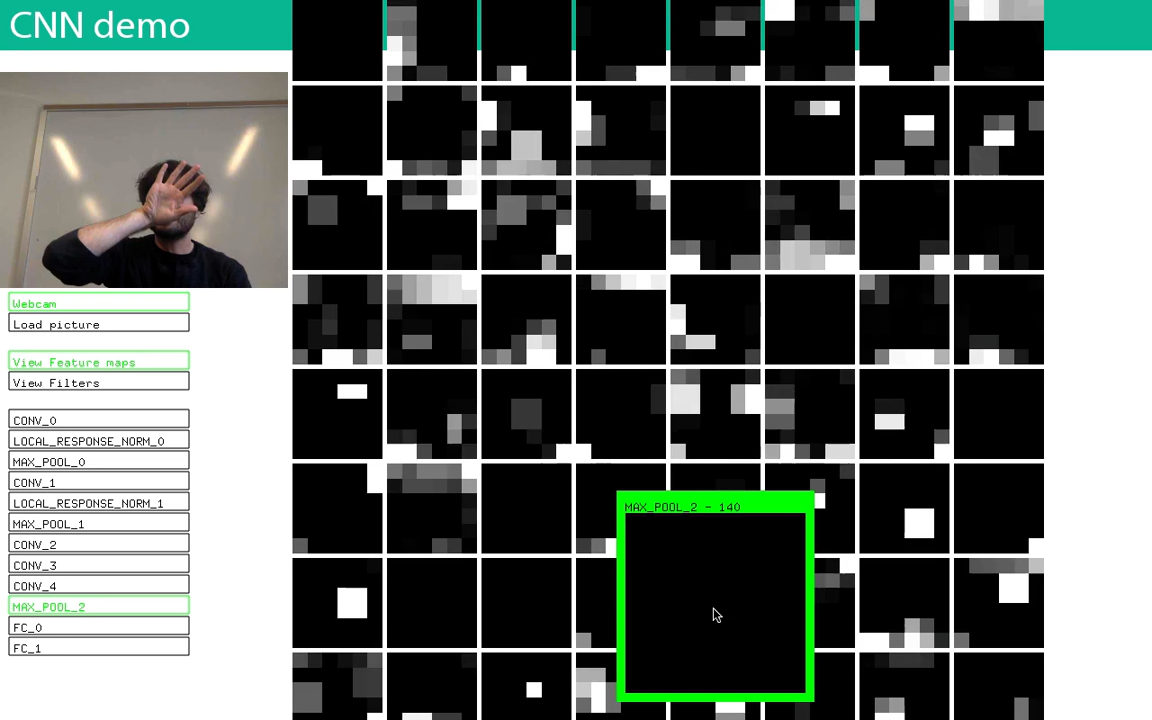 CNN demo
Webcam
Load picture
View Feature maps
View Filters
CONV_0
LOCAL_RESPONSE_NORM_0
MAX_POOL_0
CONV_1
LOCAL_RESPONSE_NORM_1
MAX_POOL_1
CONV_2
CONV_3
CONV_4
MAX_POOL_2
FC_0
FC_1
MAX_POOL_2 - 140